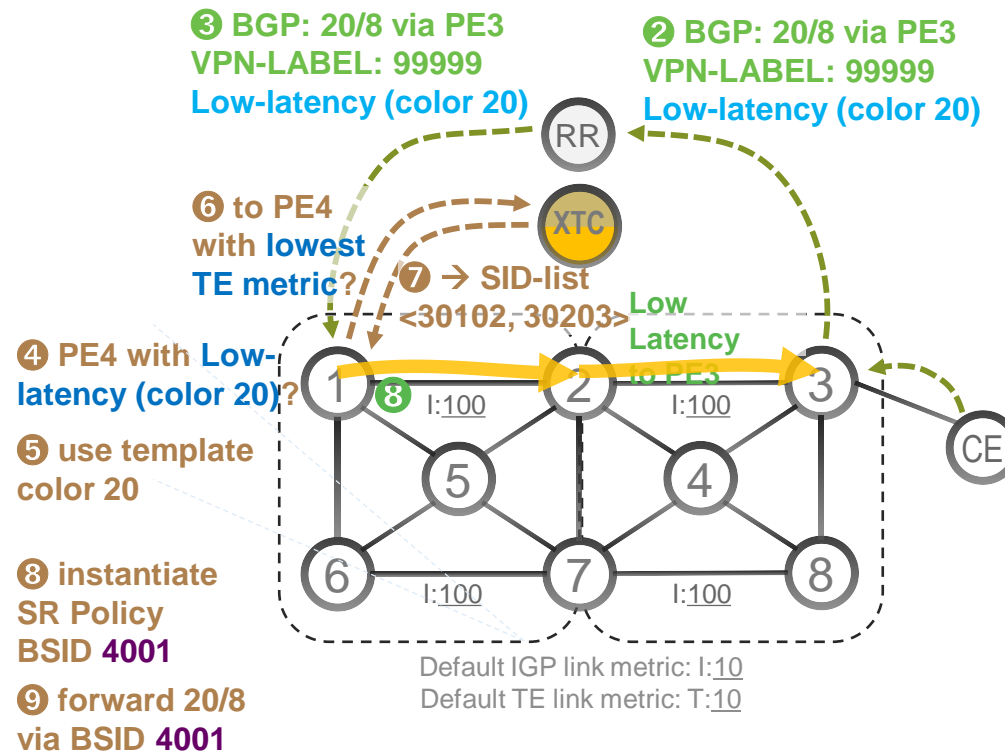 ❸ BGP: 20/8 via PE3
VPN-LABEL: 99999
Low-latency (color 20)
❷ BGP: 20/8 via PE3
VPN-LABEL: 99999
Low-latency (color 20)
RR
XTC
❻ to PE4
with lowest
TE metric?
❼ → SID-list
<30102, 30203>
Low
Latency
to PE3
❹ PE4 with Low-
latency (color 20)?
❺ use template
color 20
1
❽
2
3
I:100
I:100
CE
5
4
6
7
8
I:100
I:100
❽ instantiate
SR Policy
BSID 4001
❾ forward 20/8
via BSID 4001
Default IGP link metric: I:10
Default TE link metric: T:10